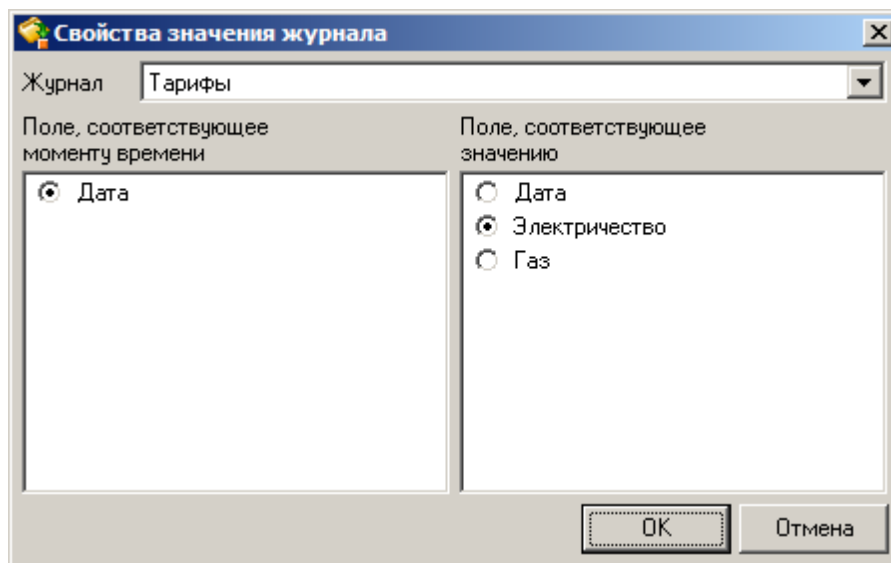 Свойства значения журнала
Журнал Тарифы
Поле, соответствующее
моменту времени
Дата
Поле, соответствующее
значению
Дата
Электричество
Газ
OK
Отмена